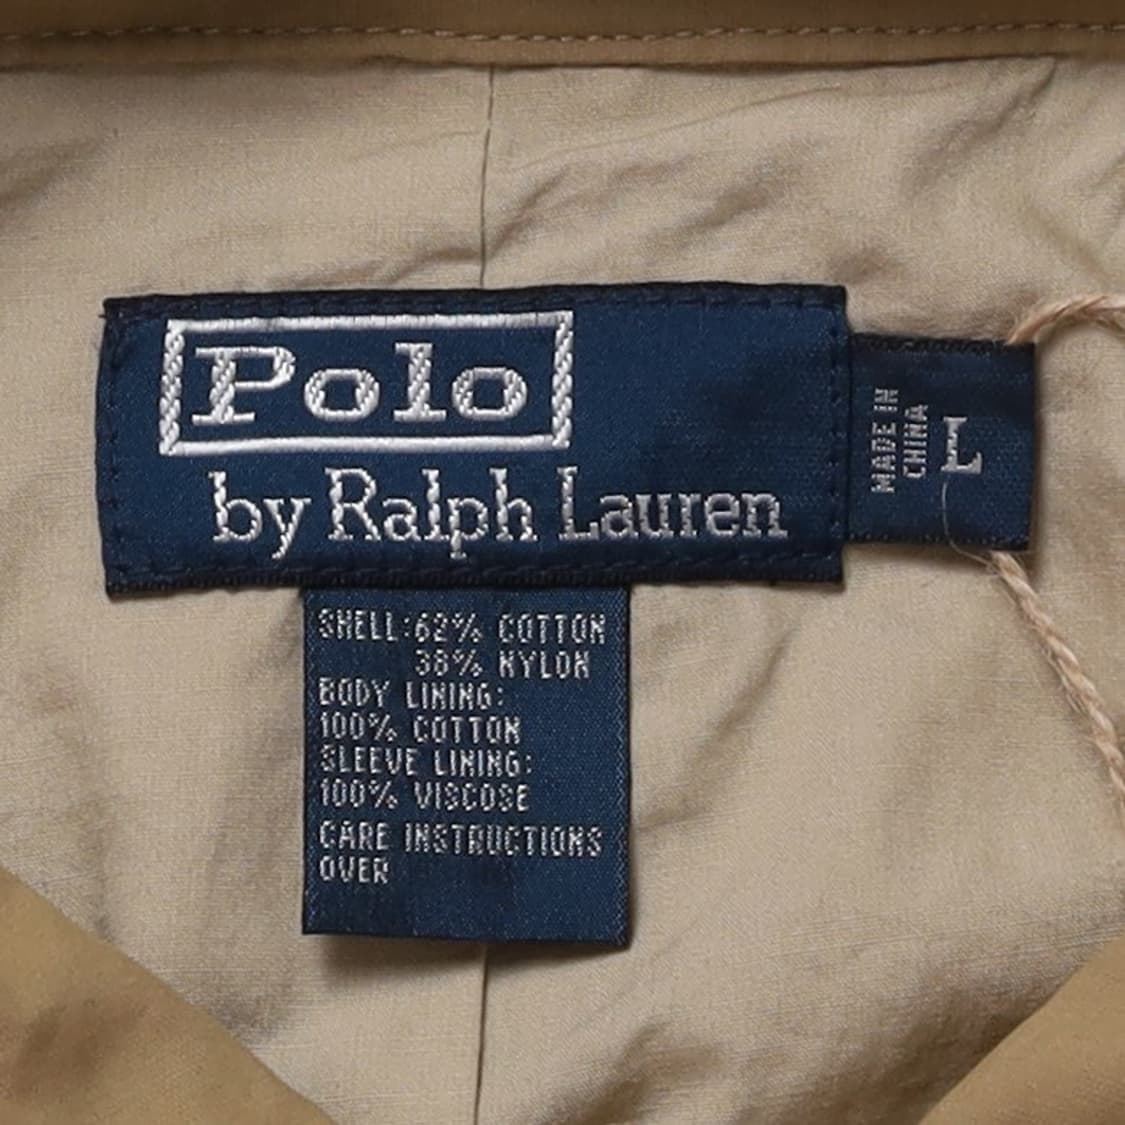 Polo
by Ralph Lauren
MADE IN
CHINA
L
SHELL:62% COTTON
38% NYLON
BODY LINING:
100% COTTON
SLEEVE LINING:
100% VISCOSE
CARE INSTRUCTIONS
OVER